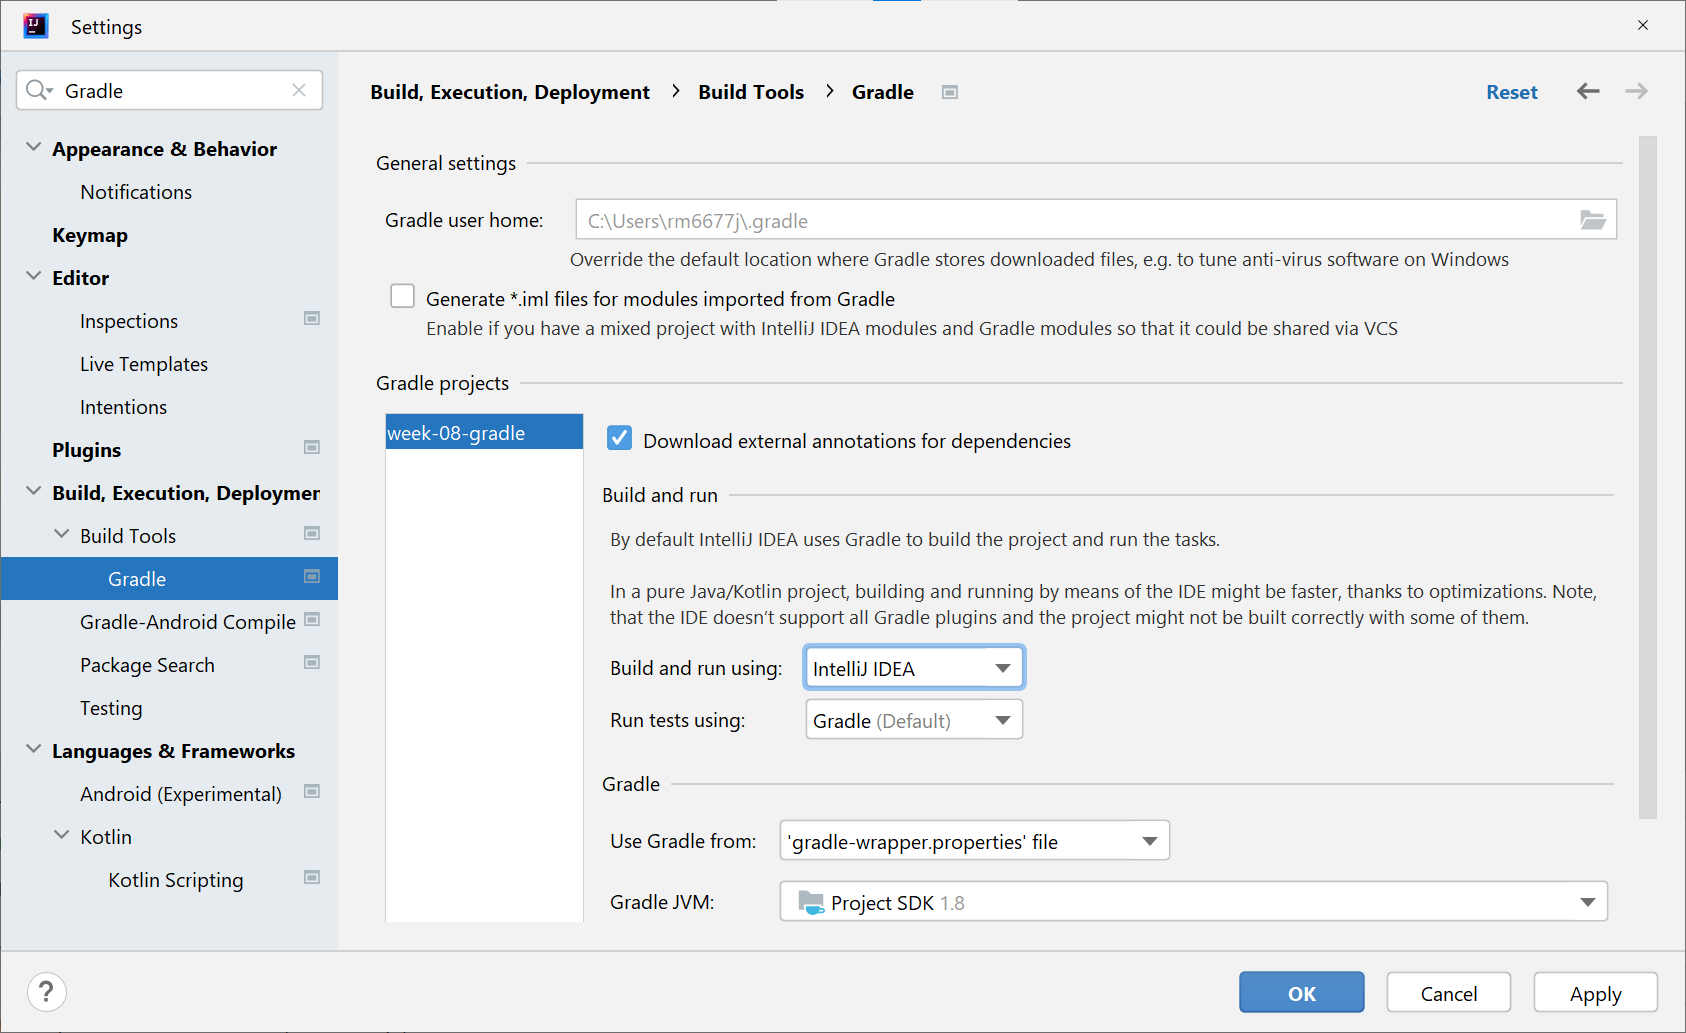 IJ
Settings
Gradle
Appearance & Behavior
Notifications
Keymap
Editor
Inspections
Live Templates
Intentions
Plugins
Build, Execution, Deploymen
Build Tools
Gradle
Gradle-Android Compile
Package Search
Testing
Languages & Frameworks
Android (Experimental)
Kotlin
Kotlin Scripting
Build, Execution, Deployment › Build Tools › Gradle
Reset
General settings
Gradle user home: C:\Users\rm6677j\.gradle
Override the default location where Gradle stores downloaded files, e.g. to tune anti-virus software on Windows
Generate *.iml files for modules imported from Gradle
Enable if you have a mixed project with IntelliJ IDEA modules and Gradle modules so that it could be shared via VCS
Gradle projects
week-08-gradle
Download external annotations for dependencies
Build and run
By default IntelliJ IDEA uses Gradle to build the project and run the tasks.
In a pure Java/Kotlin project, building and running by means of the IDE might be faster, thanks to optimizations. Note,
that the IDE doesn’t support all Gradle plugins and the project might not be built correctly with some of them.
Build and run using: IntelliJ IDEA
Run tests using: Gradle (Default)
Gradle
Use Gradle from: 'gradle-wrapper.properties' file
Gradle JVM: Project SDK 1.8
?
OK
Cancel
Apply